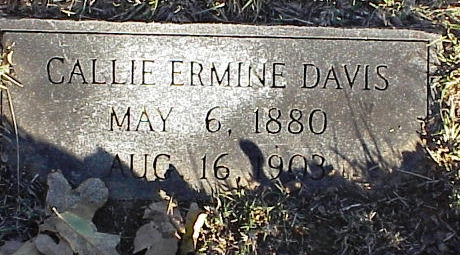 CALLIE ERMINE DAVIS
MAY 6, 1880
AUG 16, 1903